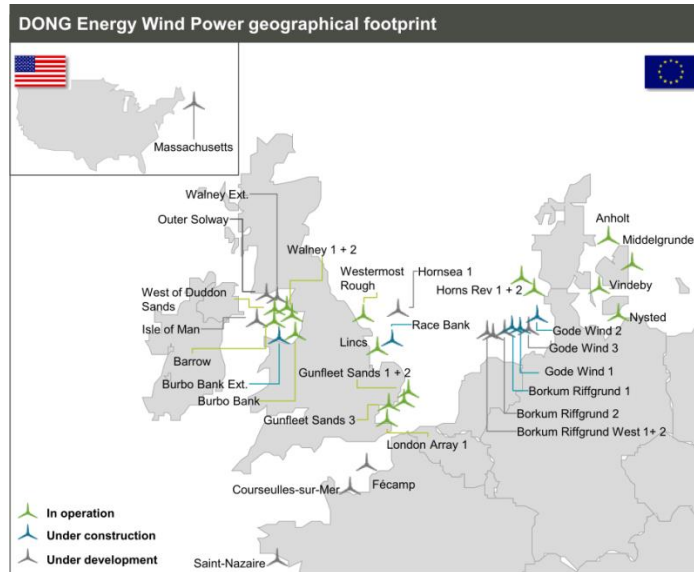 DONG Energy Wind Power geographical footprint
Massachusetts
Walney Ext.
Outer Solway
Walney 1 + 2
West of Duddon
Sands
Isle of Man
Barrow
Burbo Bank Ext.
Burbo Bank
Westermost
Rough
Hornsea 1
Race Bank
Lincs
Gunfleet Sands 1 + 2
Gunfleet Sands 3
London Array 1
Anholt
Middelgrunden
Horns Rev 1 + 2
Vindeby
Nysted
Gode Wind 2
Gode Wind 3
Gode Wind 1
Borkum Riffgrund 1
Borkum Riffgrund 2
Borkum Riffgrund West 1+ 2
Fécamp
Courseulles-sur-Mer
Saint-Nazaire
In operation
Under construction
Under development